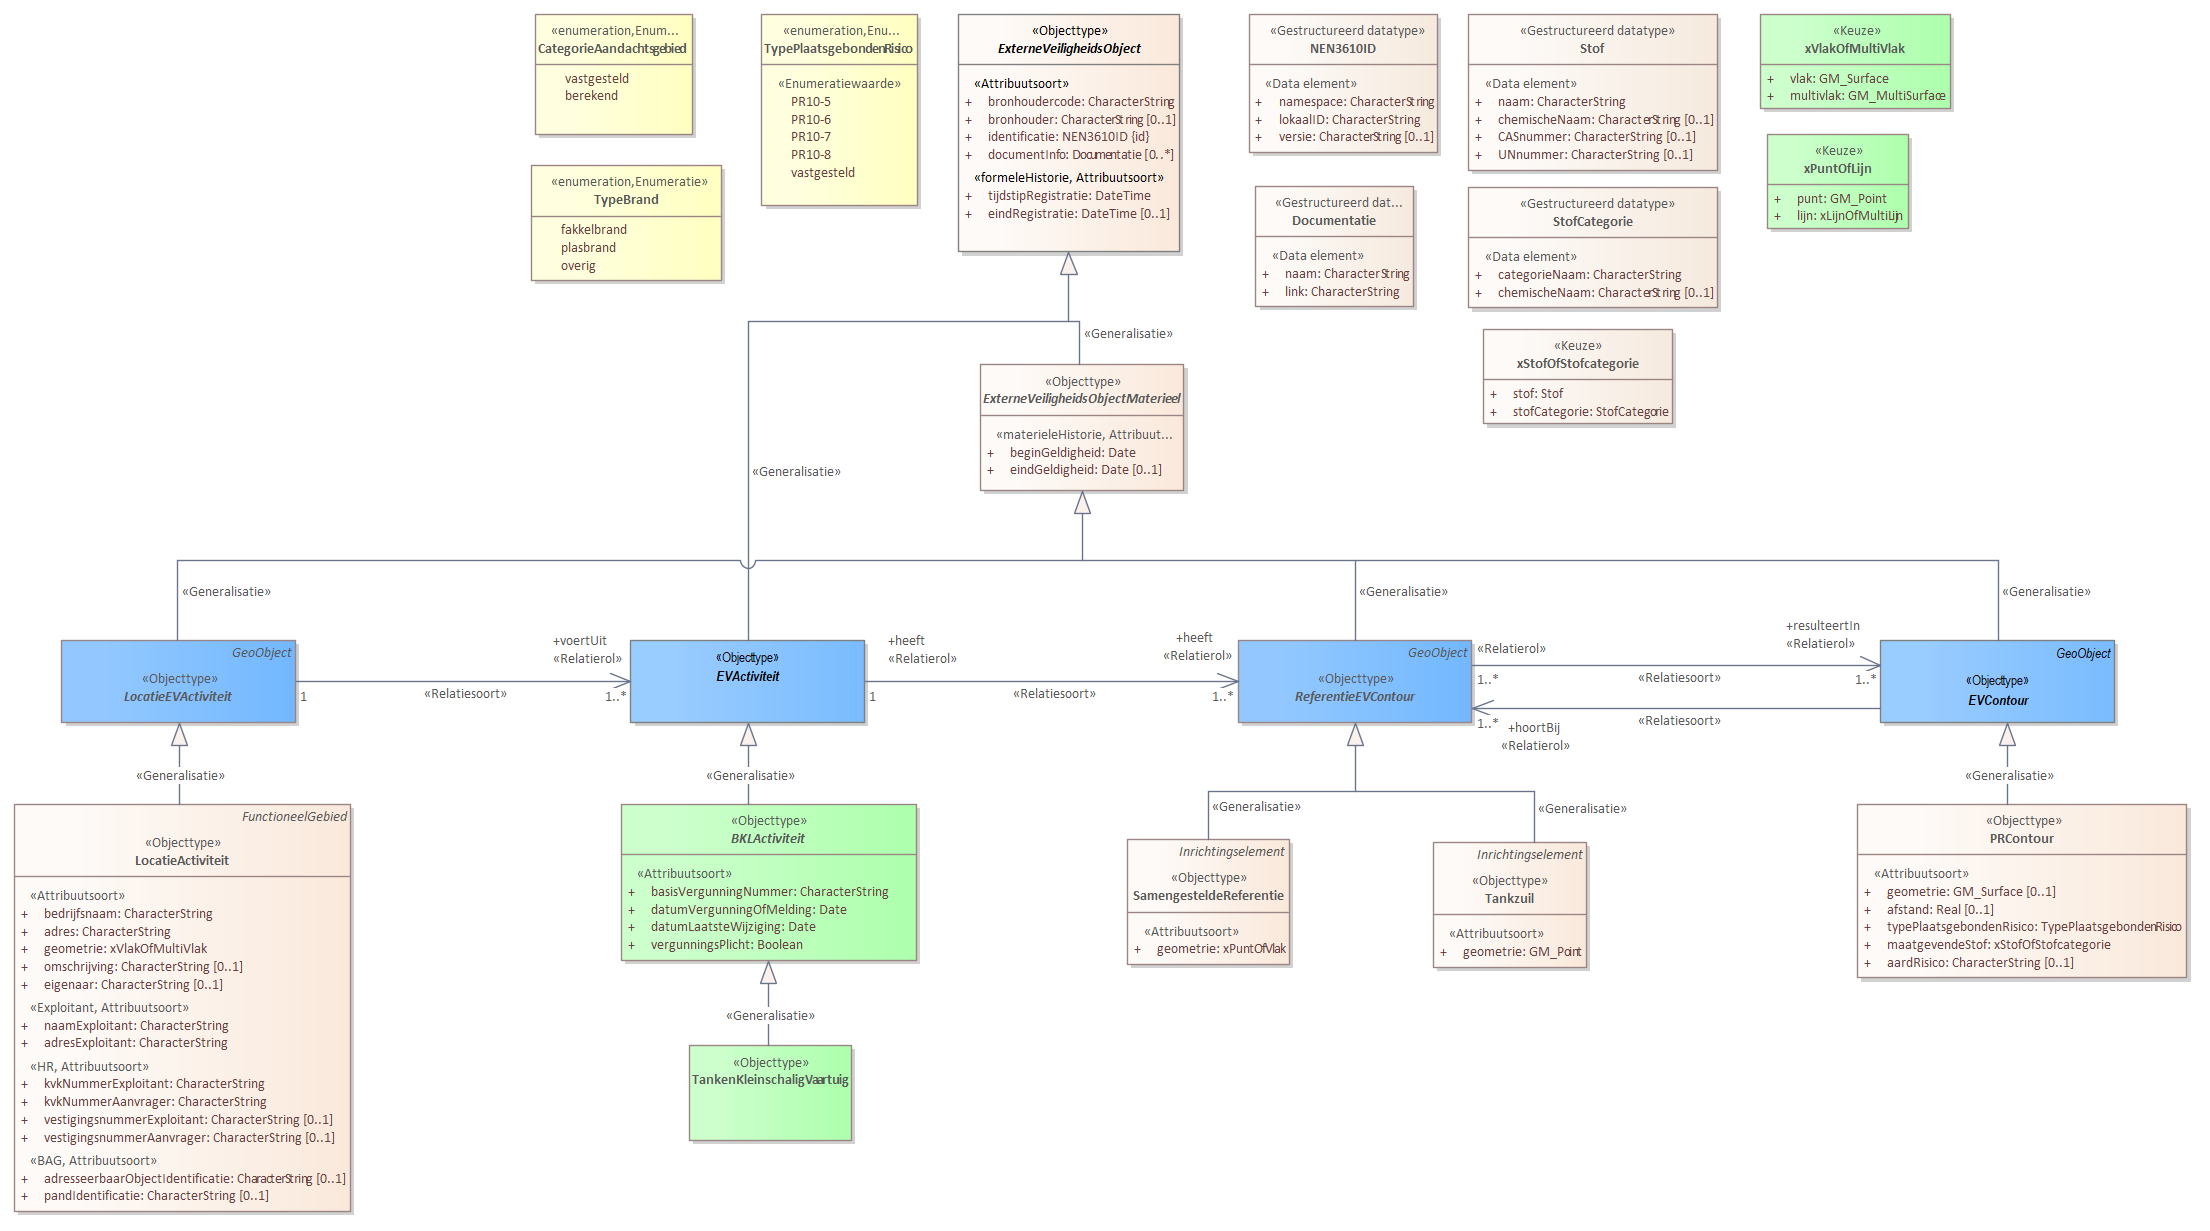 «enumeration,Enum...
CategorieAandachtsgebied
vastgesteld
berekend
«enumeration,Enumeratie»
TypeBrand
fakkelbrand
plasbrand
overig
«enumeration,Enu...
TypePlaatsgebondenRisico
«Enumeratiewaarde»
PR10-5
PR10-6
PR10-7
PR10-8
vastgesteld
«Objecttype»
ExterneVeiligheidsObject
«Attribuutsoort»
+ bronhoudercode: CharacterString
+ bronhouder: CharacterString [0..1]
+ identificatie: NEN3610ID {id}
+ documentInfo: Documentatie [0..*]
«formeleHistorie, Attribuutsoort»
+ tijdstipRegistratie: DateTime
+ eindRegistratie: DateTime [0..1]
«Gestructureerd datatype»
NEN3610ID
«Data element»
+ namespace: CharacterString
+ lokaalID: CharacterString
+ versie: CharacterString [0..1]
«Gestructureerd dat...
Documentatie
«Data element»
+ naam: CharacterString
+ link: CharacterString
«Gestructureerd datatype»
Stof
«Data element»
+ naam: CharacterString
+ chemischeNaam: CharacterString [0..1]
+ CASnummer: CharacterString [0..1]
+ UNnummer: CharacterString [0..1]
«Gestructureerd datatype»
StofCategorie
«Data element»
+ categorieNaam: CharacterString
+ chemischeNaam: CharacterString [0..1]
«Keuze»
xStofOfStofcategorie
+ stof: Stof
+ stofCategorie: StofCategorie
«Keuze»
xVlakOfMultiVlak
+ vlak: GM_Surface
+ multivlak: GM_MultiSurface
«Keuze»
xPuntOfLijn
+ punt: GM_Point
+ lijn: xLijnOfMultiLijn
«Generalisatie»
«Objecttype»
ExterneVeiligheidsObjectMaterieel
«materieleHistorie, Attribuut...
+ beginGeldigheid: Date
+ eindGeldigheid: Date [0..1]
«Generalisatie»
«Generalisatie»
«Generalisatie»
«Generalisatie»
GeoObject
«Objecttype»
LocatieEVActiviteit
1
«Relatiesoort»
+voertUit
«Relatierol»
1..*
«Objecttype»
EVActiviteit
+heeft
«Relatierol»
1
«Relatiesoort»
+heeft
«Relatierol»
1..*
GeoObject
«Objecttype»
ReferentieEVContour
«Relatierol»
1..*
«Relatiesoort»
+resulteertIn
«Relatierol»
1..*
1..*
+hoortBij
«Relatierol»
«Relatiesoort»
GeoObject
«Objecttype»
EVContour
«Generalisatie»
«Generalisatie»
«Generalisatie»
«Generalisatie»
«Generalisatie»
FunctioneelGebied
«Objecttype»
LocatieActiviteit
«Attribuutsoort»
+ bedrijfsnaam: CharacterString
+ adres: CharacterString
+ geometrie: xVlakOfMultiVlak
+ omschrijving: CharacterString [0..1]
+ eigenaar: CharacterString [0..1]
«Exploitant, Attribuutsoort»
+ naamExploitant: CharacterString
+ adresExploitant: CharacterString
«HR, Attribuutsoort»
+ kvkNummerExploitant: CharacterString
+ kvkNummerAanvrager: CharacterString
+ vestigingsnummerExploitant: CharacterString [0..1]
+ vestigingsnummerAanvrager: CharacterString [0..1]
«BAG, Attribuutsoort»
+ adresseerbaarObjectIdentificatie: CharacterString [0..1]
+ pandIdentificatie: CharacterString [0..1]
«Objecttype»
BKLActiviteit
«Attribuutsoort»
+ basisVergunningNummer: CharacterString
+ datumVergunningOfMelding: Date
+ datumLaatsteWijziging: Date
+ vergunningsPlicht: Boolean
«Generalisatie»
«Objecttype»
TankenKleinschaligVaartuig
Inrichtingselement
«Objecttype»
SamengesteldeReferentie
«Attribuutsoort»
+ geometrie: xPuntOfVlak
Inrichtingselement
«Objecttype»
Tankzuil
«Attribuutsoort»
+ geometrie: GM_Point
«Objecttype»
PRContour
«Attribuutsoort»
+ geometrie: GM_Surface [0..1]
+ afstand: Real [0..1]
+ typePlaatsgebondenRisico: TypePlaatsgebondenRisico
+ maatgevendeStof: xStofOfStofcategorie
+ aardRisico: CharacterString [0..1]